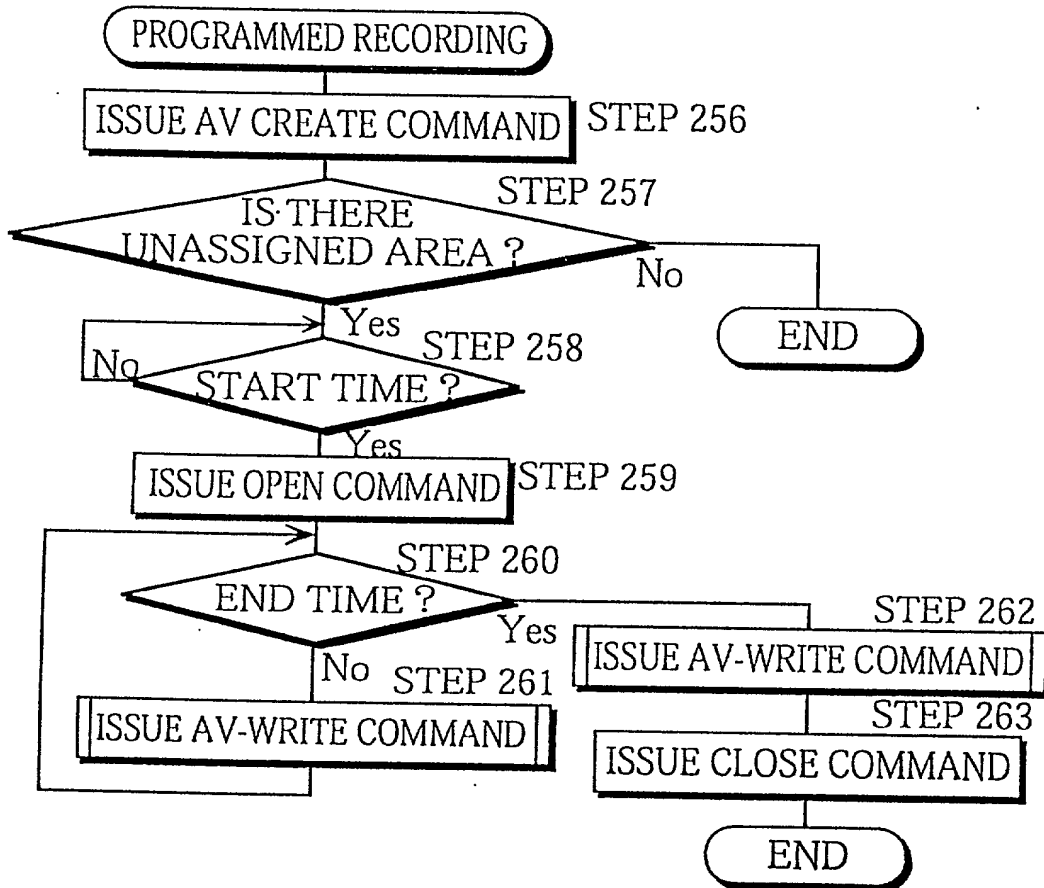 PROGRAMMED RECORDING
ISSUE AV CREATE COMMAND
STEP 256
STEP 257
IS THERE
UNASSIGNED AREA ?
No
END
Yes
STEP 258
No
START TIME ?
Yes
ISSUE OPEN COMMAND
STEP 259
STEP 260
END TIME ?
Yes
No
STEP 261
ISSUE AV-WRITE COMMAND
STEP 262
ISSUE AV-WRITE COMMAND
STEP 263
ISSUE CLOSE COMMAND
END